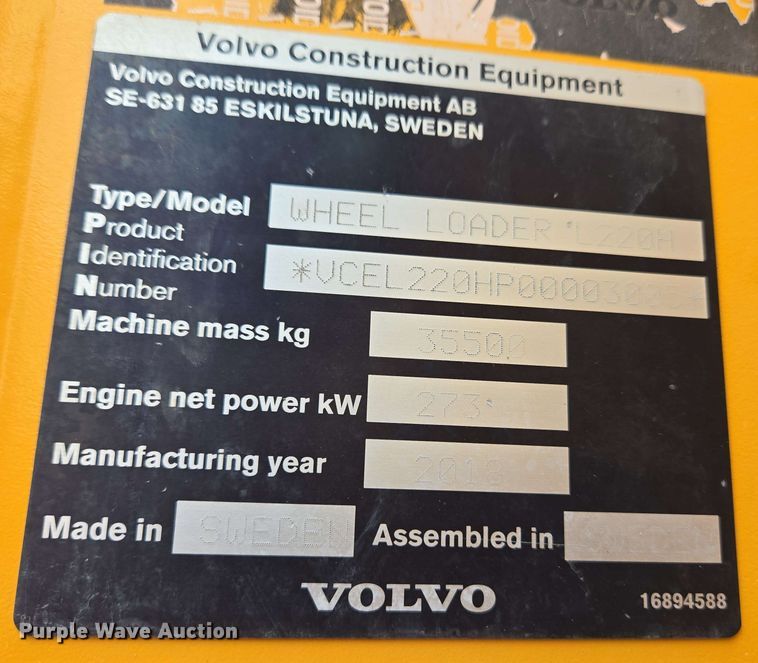 VOLVO
Volvo Construction Equipment
Volvo Construction Equipment AB
SE-631 85 ESKILSTUNA, SWEDEN
Type/Model WHEEL LOADER L220H
Product
Identification
Number
Machine mass kg 35500
Engine net power kW 273
Manufacturing year 2018
Made in SWEDEN Assembled in
VOLVO
16894588
Purple Wave Auction